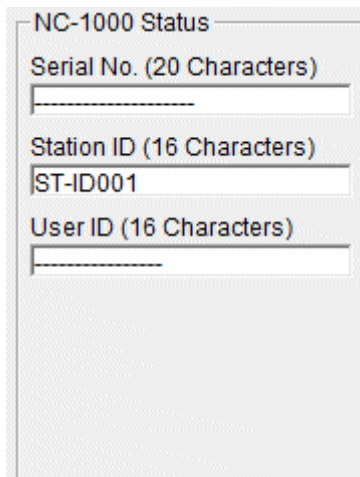 NC-1000 Status
Serial No. (20 Characters)
--------------------
Station ID (16 Characters)
ST-ID001
User ID (16 Characters)
----------------